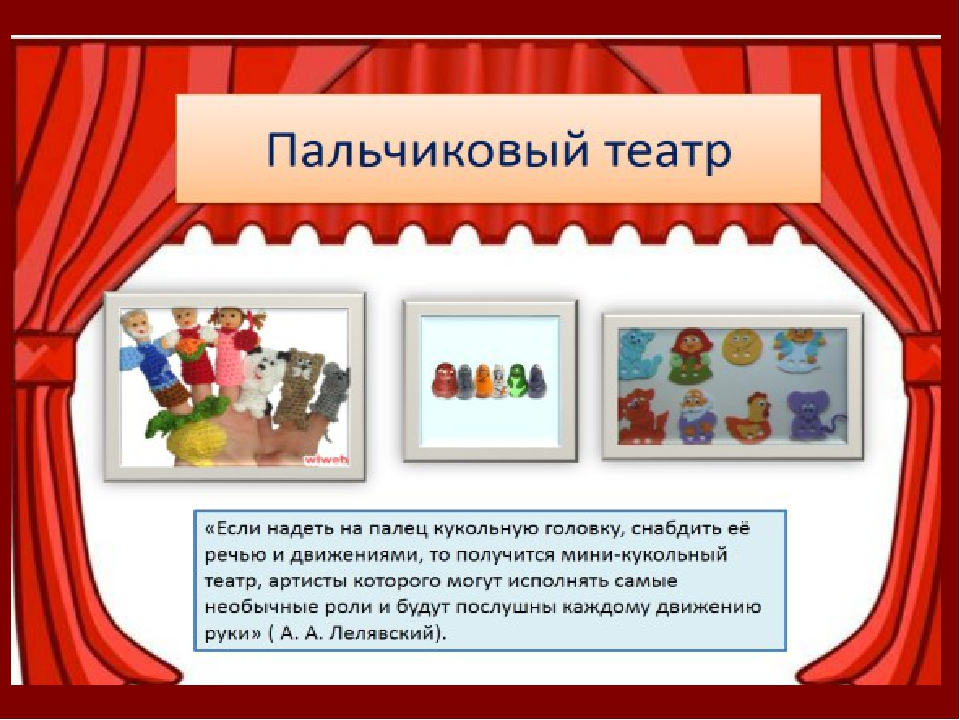 Пальчиковый театр
wlweb
«Если надеть на палец кукольную головку, снабдить её
речью и движениями, то получится мини-кукольный
театр, артисты которого могут исполнять самые
необычные роли и будут послушны каждому движению
руки» ( А. А. Лелявский).